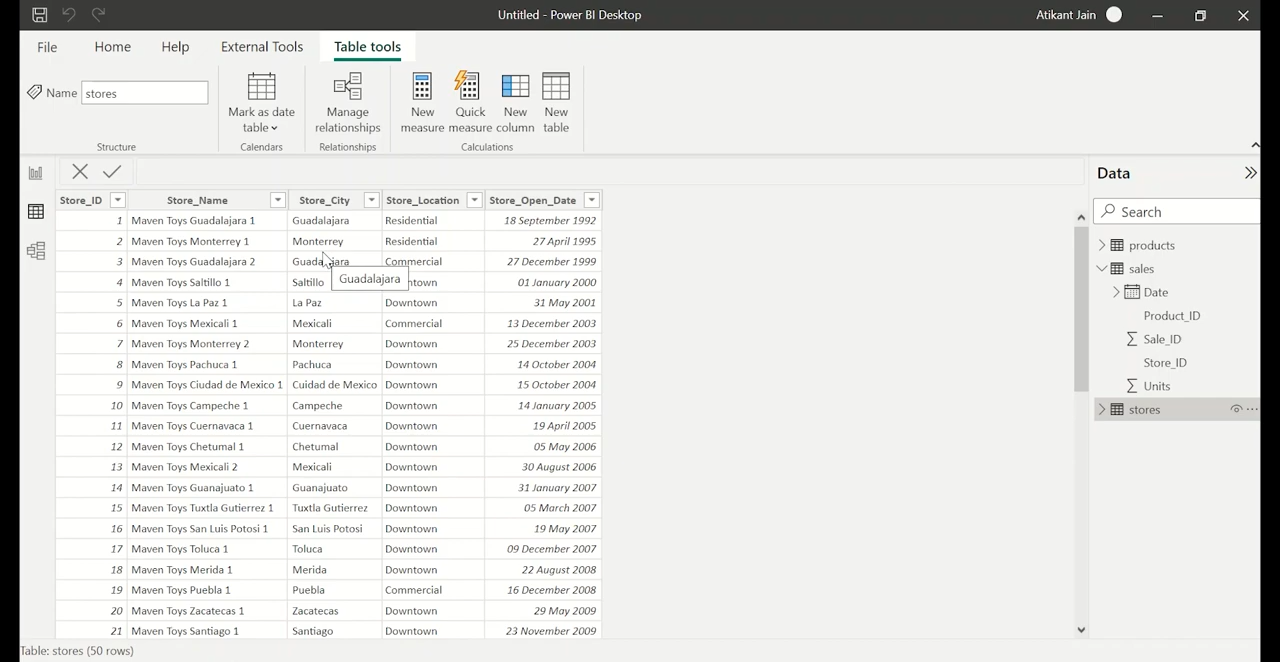 Untitled - Power BI Desktop
Atikant Jain
File Home Help External Tools Table tools
Name stores
Mark as date table
Manage relationships
New measure
Quick measure
New column
New table
Structure Calendars Relationships Calculations
Data
Search
products
sales
Date
Product_ID
Sale_ID
Store_ID
Units
stores
Store_ID Store_Name Store_City Store_Location Store_Open_Date
1 Maven Toys Guadalajara 1 Guadalajara Residential 18 September 1992
2 Maven Toys Monterrey 1 Monterrey Residential 27 April 1995
3 Maven Toys Guadalajara 2 Guadalajara Commercial 27 December 1999
Guadalajara
4 Maven Toys Saltillo 1 Saltillo ntown 01 January 2000
5 Maven Toys La Paz 1 La Paz Downtown 31 May 2001
6 Maven Toys Mexicali 1 Mexicali Commercial 13 December 2003
7 Maven Toys Monterrey 2 Monterrey Downtown 25 December 2003
8 Maven Toys Pachuca 1 Pachuca Downtown 14 October 2004
9 Maven Toys Ciudad de Mexico 1 Cuidad de Mexico Downtown 15 October 2004
10 Maven Toys Campeche 1 Campeche Downtown 14 January 2005
11 Maven Toys Cuernavaca 1 Cuernavaca Downtown 19 April 2005
12 Maven Toys Chetumal 1 Chetumal Downtown 05 May 2006
13 Maven Toys Mexicali 2 Mexicali Downtown 30 August 2006
14 Maven Toys Guanajuato 1 Guanajuato Downtown 31 January 2007
15 Maven Toys Tuxtla Gutierrez 1 Tuxtla Gutierrez Downtown 05 March 2007
16 Maven Toys San Luis Potosi 1 San Luis Potosi Downtown 19 May 2007
17 Maven Toys Toluca 1 Toluca Downtown 09 December 2007
18 Maven Toys Merida 1 Merida Downtown 22 August 2008
19 Maven Toys Puebla 1 Puebla Commercial 16 December 2008
20 Maven Toys Zacatecas 1 Zacatecas Downtown 29 May 2009
21 Maven Toys Santiago 1 Santiago Downtown 23 November 2009
Table: stores (50 rows)